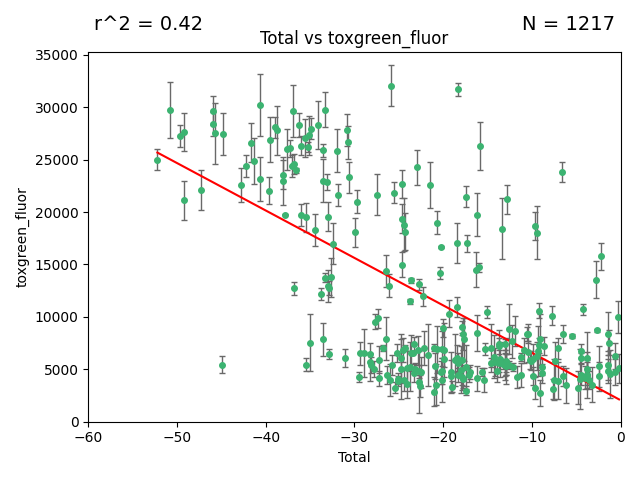 r^2 = 0.42 N = 1217
Total vs toxgreen_fluor
35000
30000
25000
20000
15000
10000
5000
0
toxgreen_fluor
−60 −50 −40 −30 −20 −10 0
Total